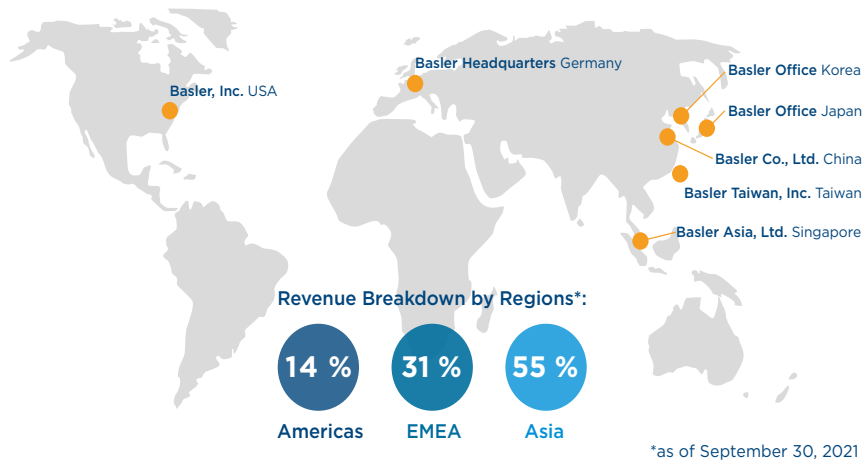 Basler Headquarters Germany
Basler Office Korea
Basler, Inc. USA
Basler Office Japan
Basler Co., Ltd. China
Basler Taiwan, Inc. Taiwan
Basler Asia, Ltd. Singapore
Revenue Breakdown by Regions*:
14 % 31 % 55 %
Americas EMEA Asia
*as of September 30, 2021